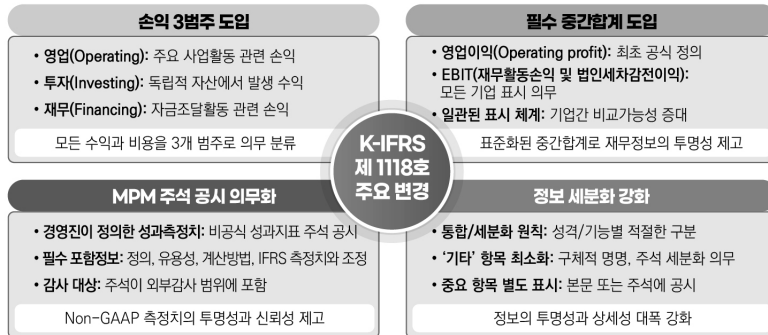 손익 3범주 도입
• 영업(Operating): 주요 사업활동 관련 손익
• 투자(Investing): 독립적 자산에서 발생 수익
• 재무(Financing): 자금조달활동 관련 손익
모든 수익과 비용을 3개 범주로 의무 분류
필수 중간합계 도입
• 영업이익(Operating profit): 최초 공식 정의
• EBIT(재무활동손익 및 법인세차감전이익):
모든 기업 표시 의무
• 일관된 표시 체계: 기업간 비교가능성 증대
표준화된 중간합계로 재무정보의 투명성 제고
K-IFRS
제 1118호
주요 변경
MPM 주석 공시 의무화
• 경영진이 정의한 성과측정치: 비공식 성과지표 주석 공시
• 필수 포함정보: 정의, 유용성, 계산방법, IFRS 측정치와 조정
• 감사 대상: 주석이 외부감사 범위에 포함
Non-GAAP 측정치의 투명성과 신뢰성 제고
정보 세분화 강화
• 통합/세분화 원칙: 성격/기능별 적절한 구분
• ‘기타’ 항목 최소화: 구체적 명명, 주석 세분화 의무
• 중요 항목 별도 표시: 본문 또는 주석에 공시
정보의 투명성과 상세성 대폭 강화